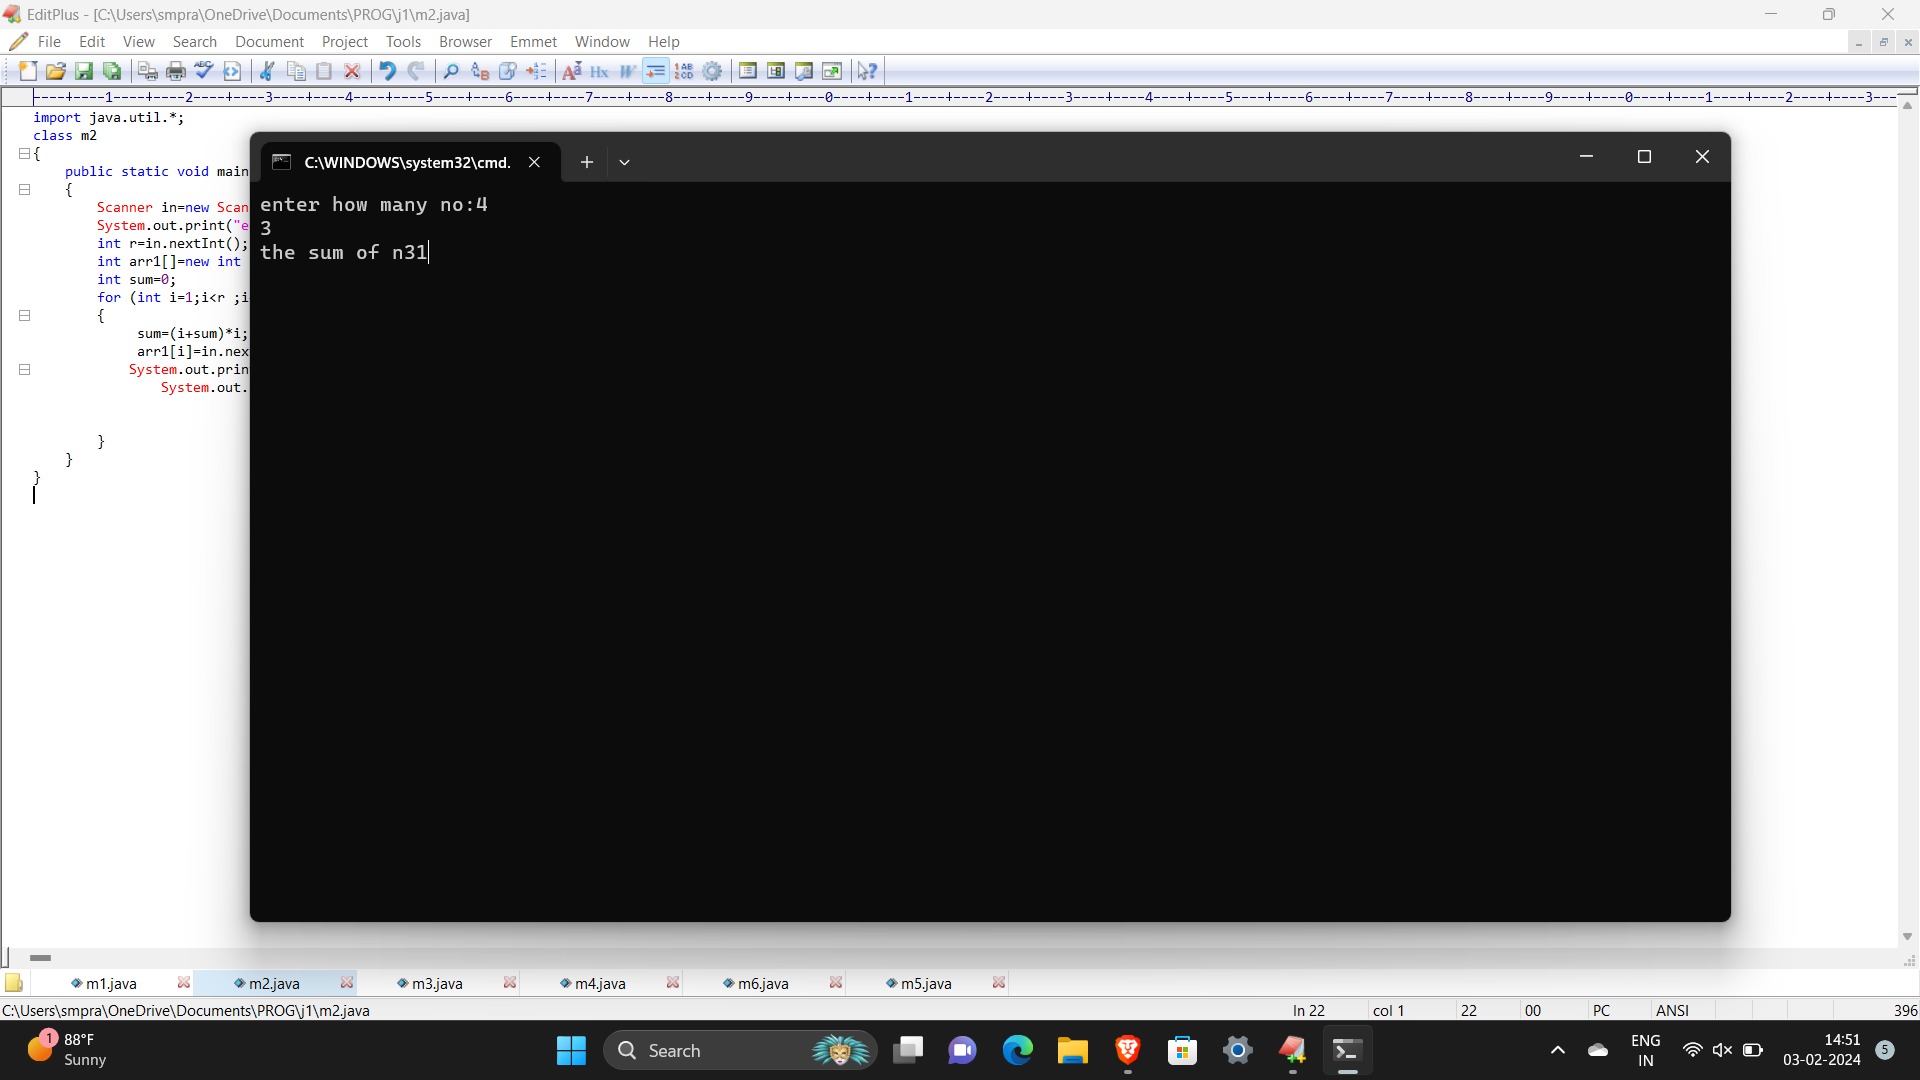 EditPlus - [C:\Users\smpra\OneDrive\Documents\PROG\j1\m2.java]
File Edit View Search Document Project Tools Browser Emmet Window Help
----+----1----+----2----+----3----+----4----+----5----+----6----+----7----+----8----+----9----+----0----+----1----+----2----+----3----+----4----+----5----+----6----+----7----+----8----+----9----+----0----+----1----+----2----+----3---
import java.util.*;
class m2
{
public static void main
{
Scanner in=new Scan
System.out.print("e
int r=in.nextInt();
int arr1[]=new int
int sum=0;
for (int i=1;i<r ;i
{
sum=(i+sum)*i;
arr1[i]=in.nex
System.out.prin
System.out.
}
}
}
C:\WINDOWS\system32\cmd.
enter how many no:4
3
the sum of n31
m1.java m2.java m3.java m4.java m6.java m5.java
C:\Users\smpra\OneDrive\Documents\PROG\j1\m2.java ln 22 col 1 22 00 PC ANSI 396
1 88°F
Sunny
Search
ENG
IN
14:51
03-02-2024
5